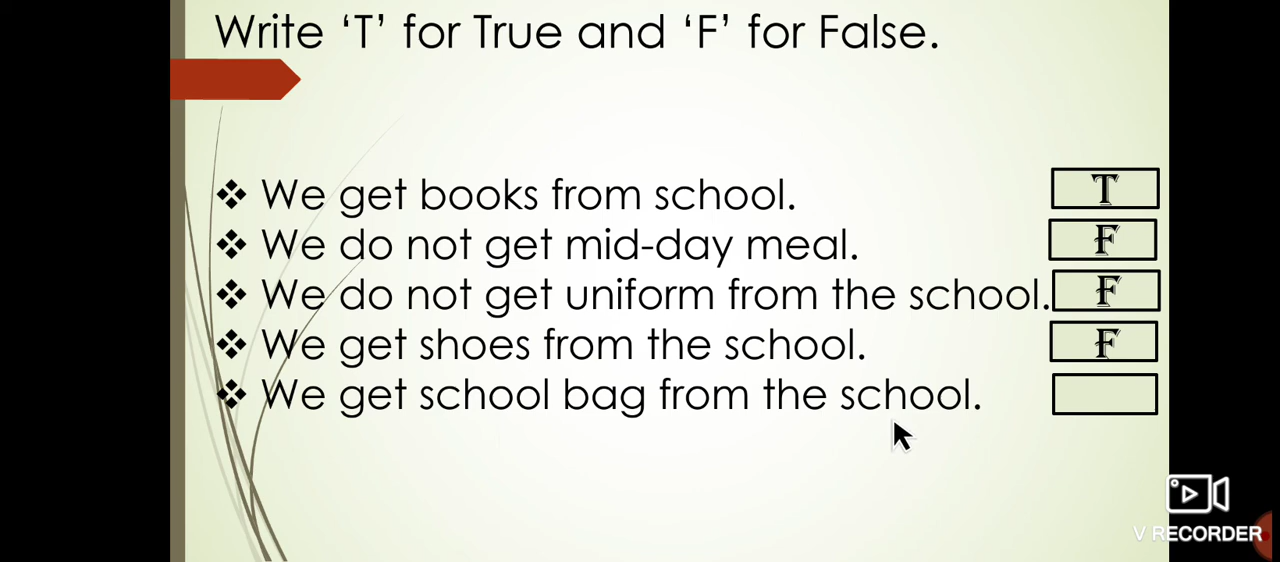 Write ‘T’ for True and ‘F’ for False.
❖ We get books from school. T
❖ We do not get mid-day meal. F
❖ We do not get uniform from the school. F
❖ We get shoes from the school. F
❖ We get school bag from the school.
V RECORDER